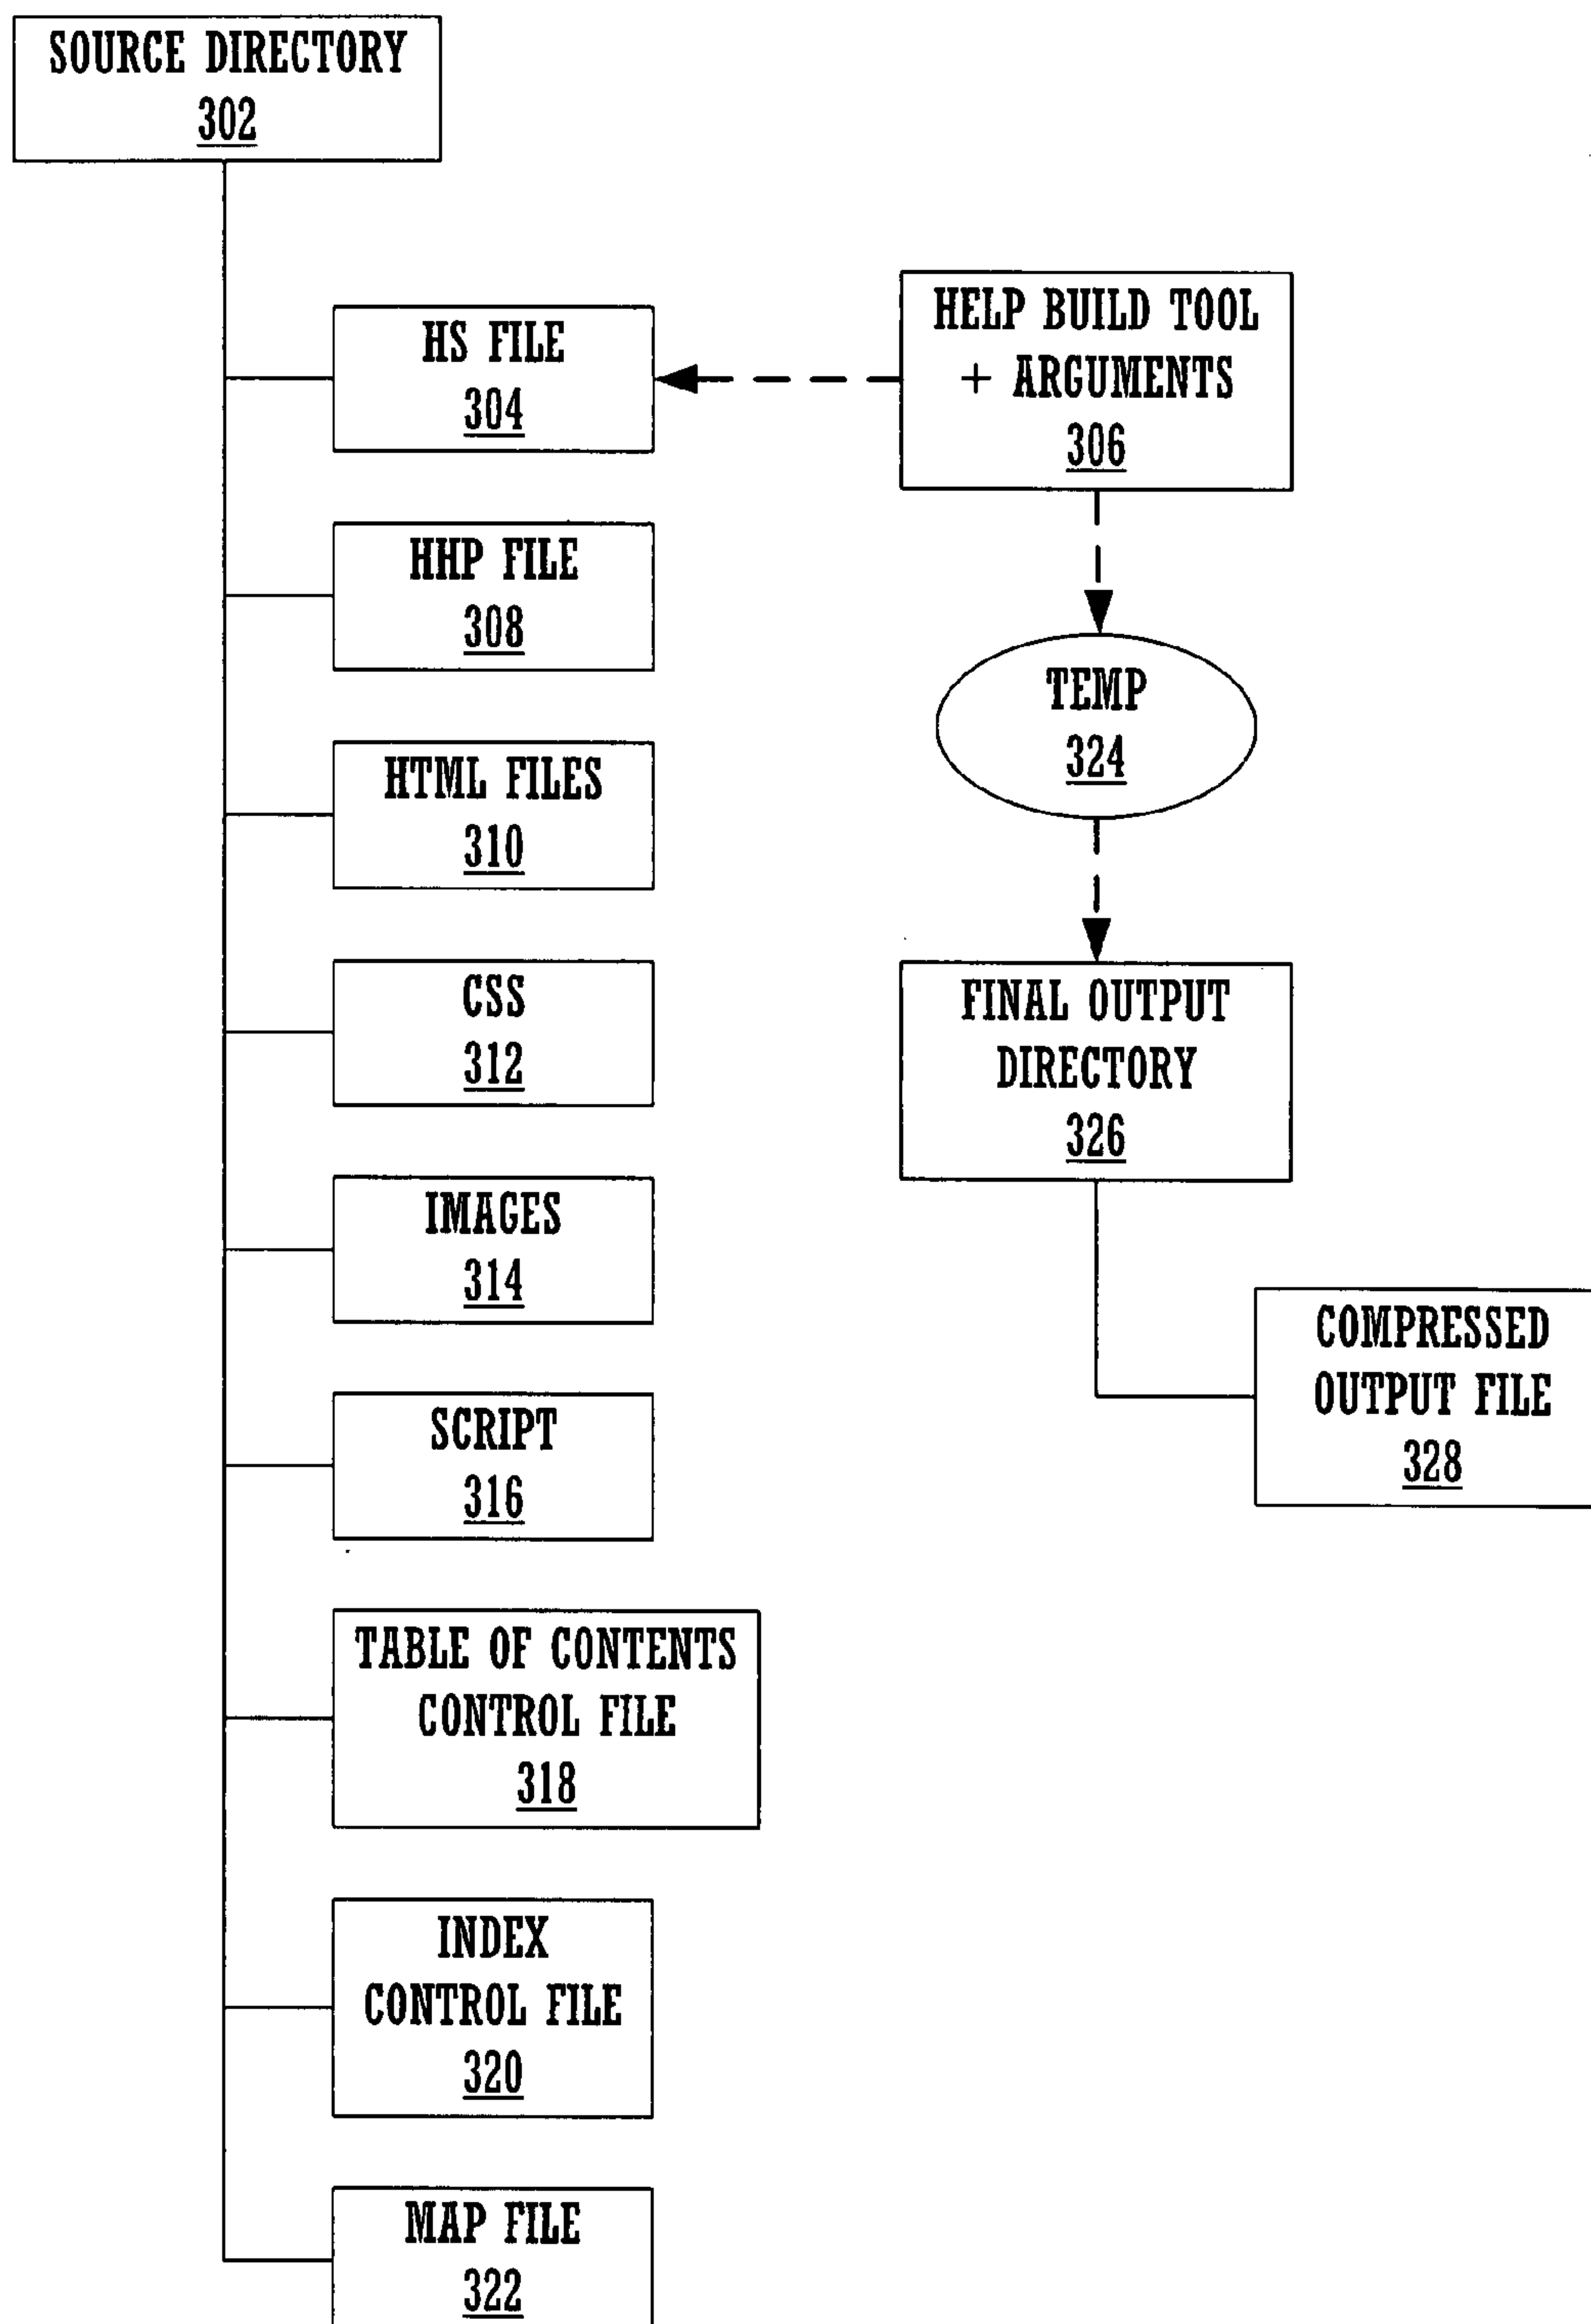 SOURCE DIRECTORY
302
HS FILE
304
HELP BUILD TOOL
+ ARGUMENTS
306
HHP FILE
308
TEMP
324
HTML FILES
310
CSS
312
FINAL OUTPUT
DIRECTORY
326
IMAGES
314
COMPRESSED
OUTPUT FILE
328
SCRIPT
316
TABLE OF CONTENTS
CONTROL FILE
318
INDEX
CONTROL FILE
320
MAP FILE
322